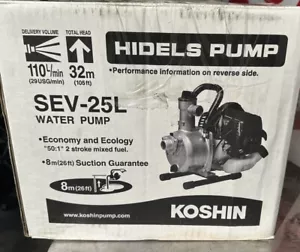 DELIVERY VOLUME
TOTAL HEAD
110L/min
(29USG/min)
32m
(105ft)
HIDELS PUMP
•Performance information on reverse side.
SEV-25L
WATER PUMP
•Economy and Ecology
"50:1" 2 stroke mixed fuel.
•8m(26ft) Suction Guarantee
8m(26ft)
www.koshinpump.com
KOSHIN